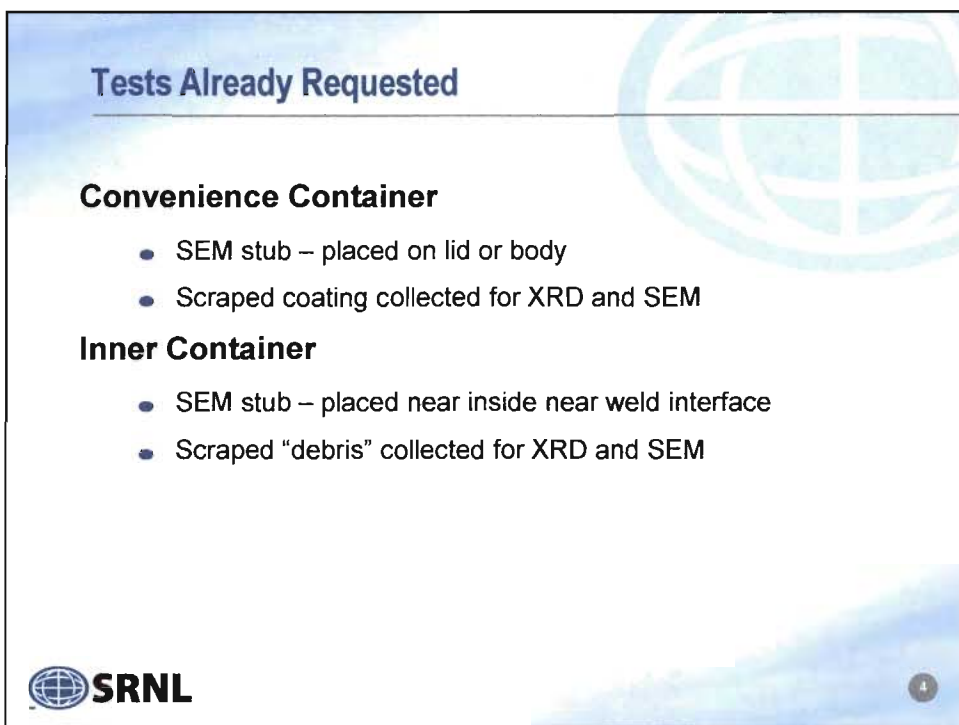 Tests Already Requested
Convenience Container
SEM stub – placed on lid or body
Scraped coating collected for XRD and SEM
Inner Container
SEM stub – placed near inside near weld interface
Scraped “debris” collected for XRD and SEM
SRNL
4